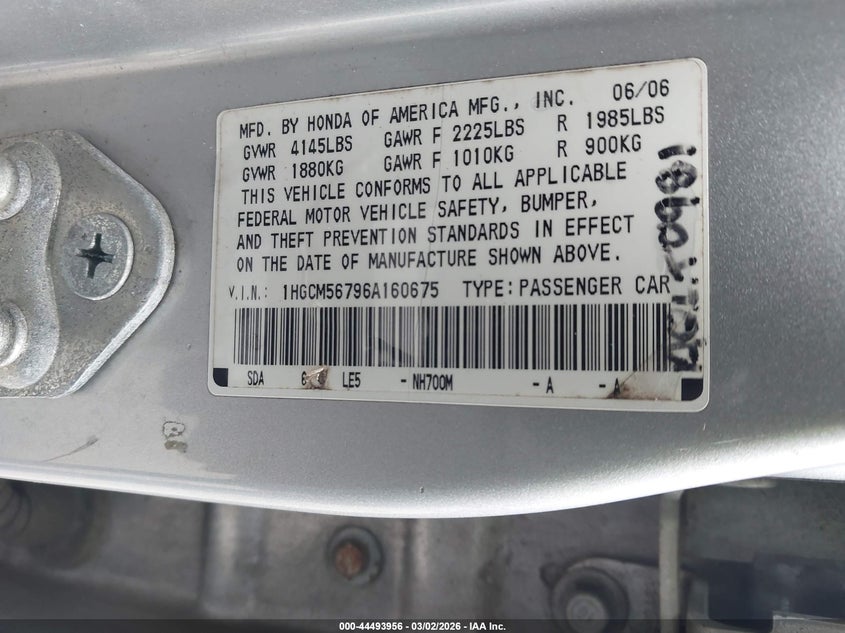 MFD. BY HONDA OF AMERICA MFG., INC. 06/06
GVWR 4145LBS GAWR F 2225LBS R 1985LBS
GVWR 1880KG GAWR F 1010KG R 900KG
THIS VEHICLE CONFORMS TO ALL APPLICABLE
FEDERAL MOTOR VEHICLE SAFETY, BUMPER,
AND THEFT PREVENTION STANDARDS IN EFFECT
ON THE DATE OF MANUFACTURE SHOWN ABOVE.
V.I.N.: 1HGCM56796A160675 TYPE: PASSENGER CAR
SDA LE5 - NH700M - A - A
000-44493956 | 03/02/2026 - IAA Inc.